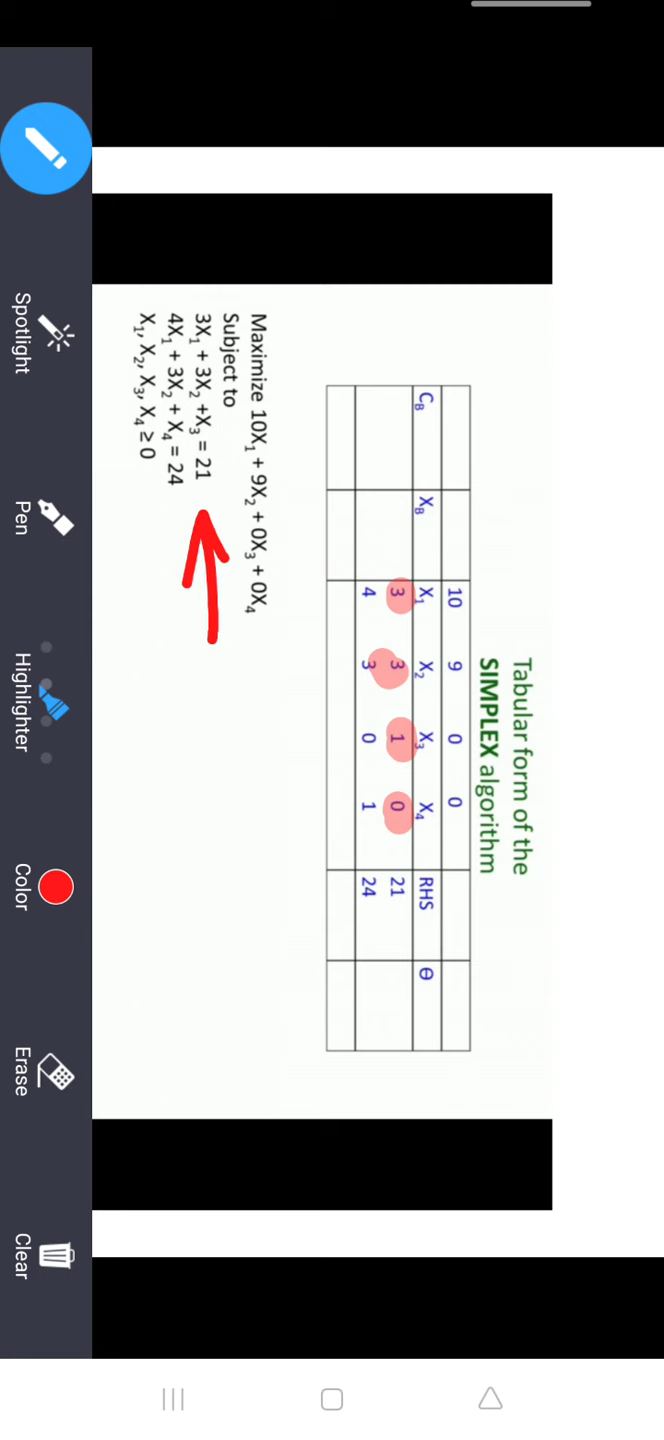 Tabular form of the
SIMPLEX algorithm
10 9 0 0
CB XB X1 X2 X3 X4 RHS Θ
3 3 1 0 21
4 3 0 1 24
Maximize 10X1 + 9X2 + 0X3 + 0X4
Subject to
3X1 + 3X2 +X3 = 21
4X1 + 3X2 + X4 = 24
X1, X2, X3, X4 ≥ 0
Spotlight
Pen
Highlighter
Color
Erase
Clear